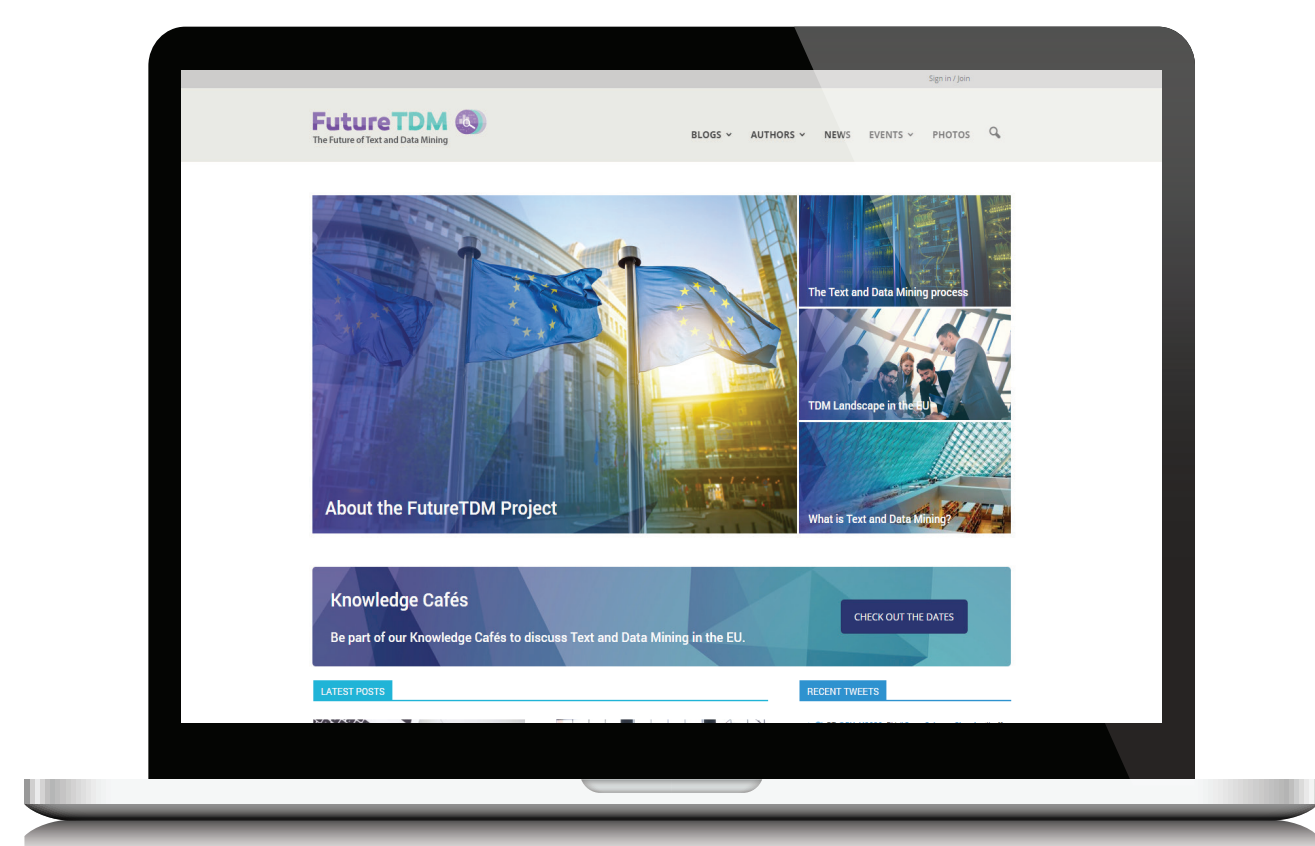 Sign in / Join
FutureTDM
The Future of Text and Data Mining
BLOGS AUTHORS NEWS EVENTS PHOTOS
The Text and Data Mining process
TDM Landscape in the EU
About the FutureTDM Project
What is Text and Data Mining?
Knowledge Cafés
Be part of our Knowledge Cafés to discuss Text and Data Mining in the EU.
CHECK OUT THE DATES
LATEST POSTS
RECENT TWEETS